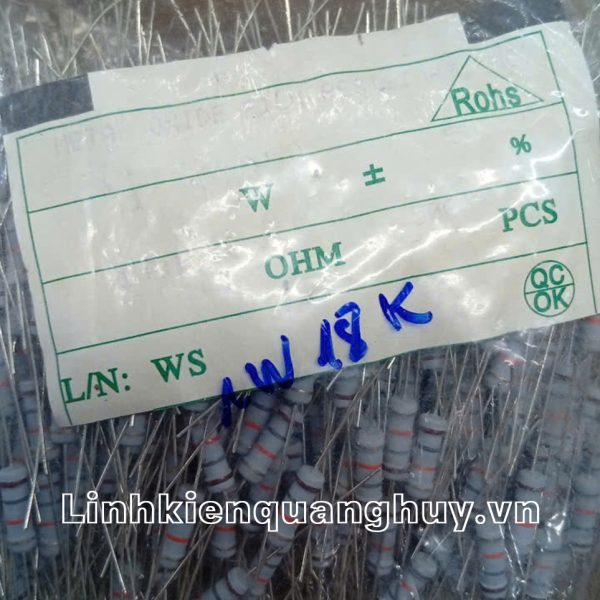 Rohs
W ± %
OHM PCS
QC
OK
L/N: WS
1W 18K
Linhkienquanghuy.vn